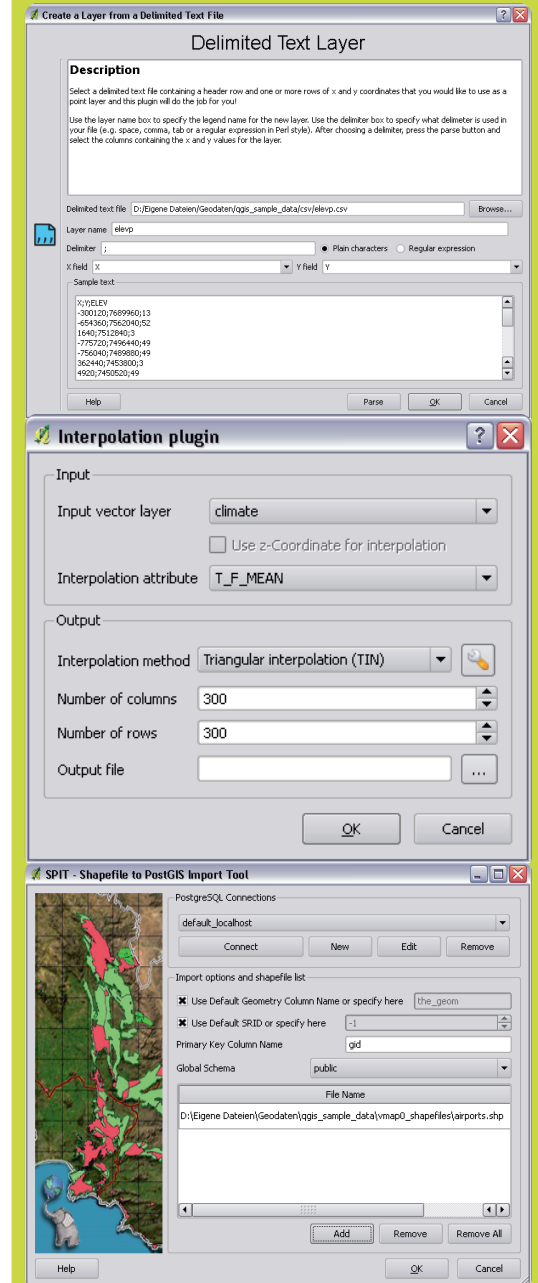 Create a Layer from a Delimited Text File
Delimited Text Layer
Description
Select a delimited text file containing a header row and one or more rows of x and y coordinates that you would like to use as a
point layer and this plugin will do the job for you!
Use the layer name box to specify the legend name for the new layer. Use the delimiter box to specify what delimeter is used in
your file (e.g. space, comma, tab or a regular expression in Perl style). After choosing a delimiter, press the parse button and
select the columns containing the x and y values for the layer.
Delimited text file D:/Eigene Dateien/Geodaten/qgis_sample_data/csv/elevp.csv Browse...
Layer name elevp
Delimiter ; Plain characters Regular expression
X field X Y field Y
Sample text
X;Y;ELEV
-300120;7689960;13
-654360;7562040;52
1640;7512840;3
-775720;7496440;49
-756040;7489880;49
362440;7453800;3
4920;7450520;49
Help Parse OK Cancel
Interpolation plugin
Input
Input vector layer climate
Use z-Coordinate for interpolation
Interpolation attribute T_F_MEAN
Output
Interpolation method Triangular interpolation (TIN)
Number of columns 300
Number of rows 300
Output file ...
OK Cancel
SPIT - Shapefile to PostGIS Import Tool
PostgreSQL Connections
default_localhost
Connect New Edit Remove
Import options and shapefile list
Use Default Geometry Column Name or specify here the_geom
Use Default SRID or specify here -1
Primary Key Column Name gid
Global Schema public
File Name
D:\Eigene Dateien\Geodaten\qgis_sample_data\vmap0_shapefiles\airports.shp
Add Remove Remove All
Help OK Cancel